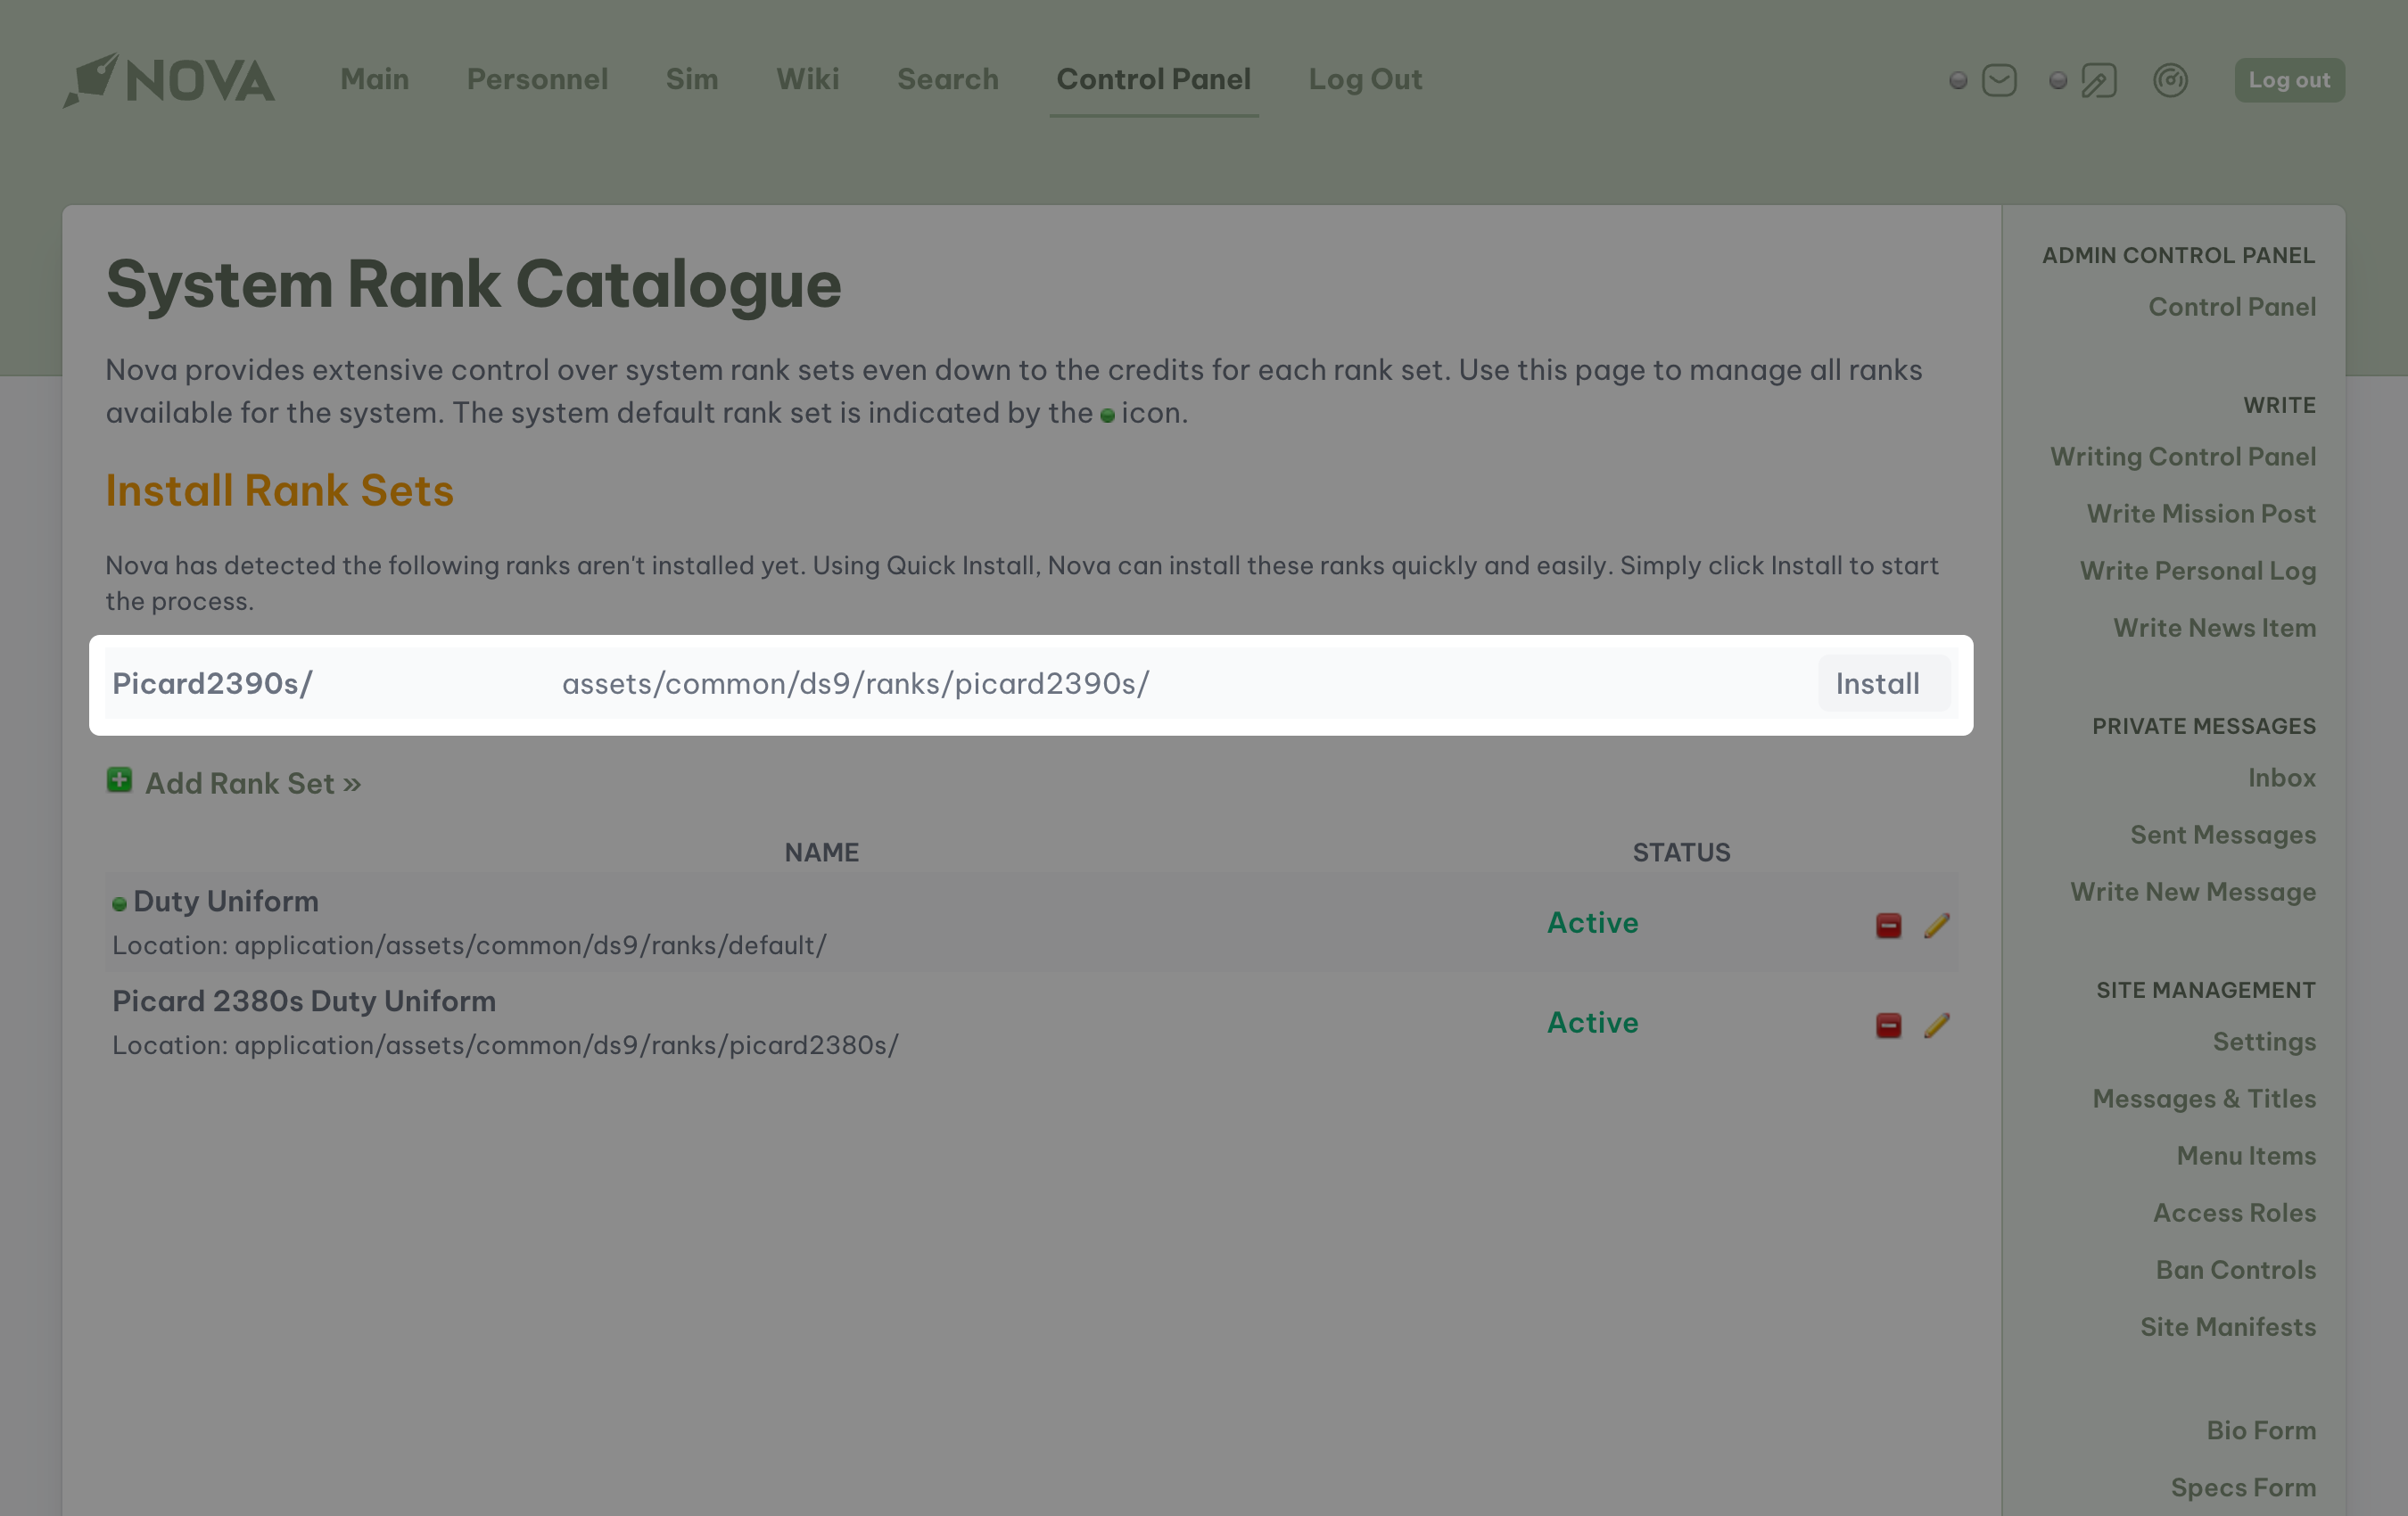 NOVA
Main
Personnel
Sim
Wiki
Search
Control Panel
Log Out
Log out
System Rank Catalogue
Nova provides extensive control over system rank sets even down to the credits for each rank set. Use this page to manage all ranks
available for the system. The system default rank set is indicated by the icon.
Install Rank Sets
Nova has detected the following ranks aren't installed yet. Using Quick Install, Nova can install these ranks quickly and easily. Simply click Install to start
the process.
Picard2390s/ assets/common/ds9/ranks/picard2390s/ Install
Add Rank Set »
NAME STATUS
Duty Uniform
Location: application/assets/common/ds9/ranks/default/
Active
Picard 2380s Duty Uniform
Location: application/assets/common/ds9/ranks/picard2380s/
Active
ADMIN CONTROL PANEL
Control Panel
WRITE
Writing Control Panel
Write Mission Post
Write Personal Log
Write News Item
PRIVATE MESSAGES
Inbox
Sent Messages
Write New Message
SITE MANAGEMENT
Settings
Messages & Titles
Menu Items
Access Roles
Ban Controls
Site Manifests
Bio Form
Specs Form